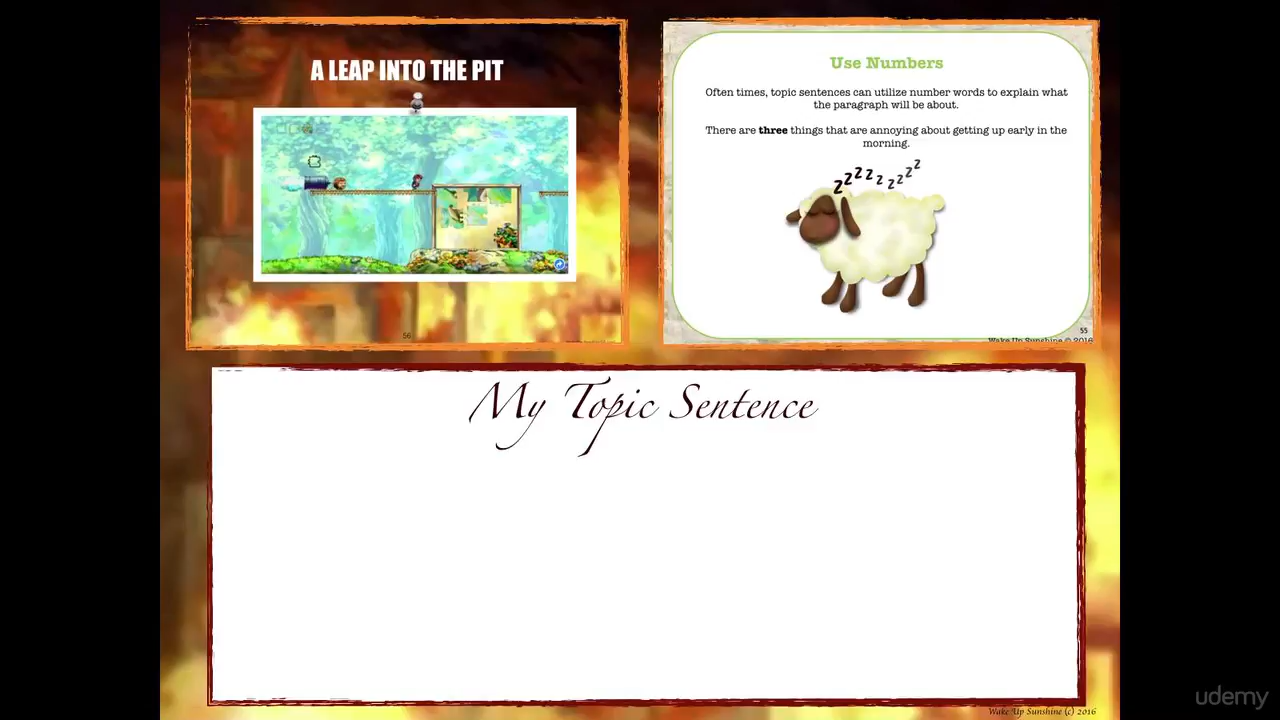 A LEAP INTO THE PIT
56
Use Numbers
Often times, topic sentences can utilize number words to explain what
the paragraph will be about.
There are three things that are annoying about getting up early in the
morning.
z z z z z z z z z
55
Wake Up Sunshine © 2016
My Topic Sentence
Wake Up Sunshine (c) 2016
udemy